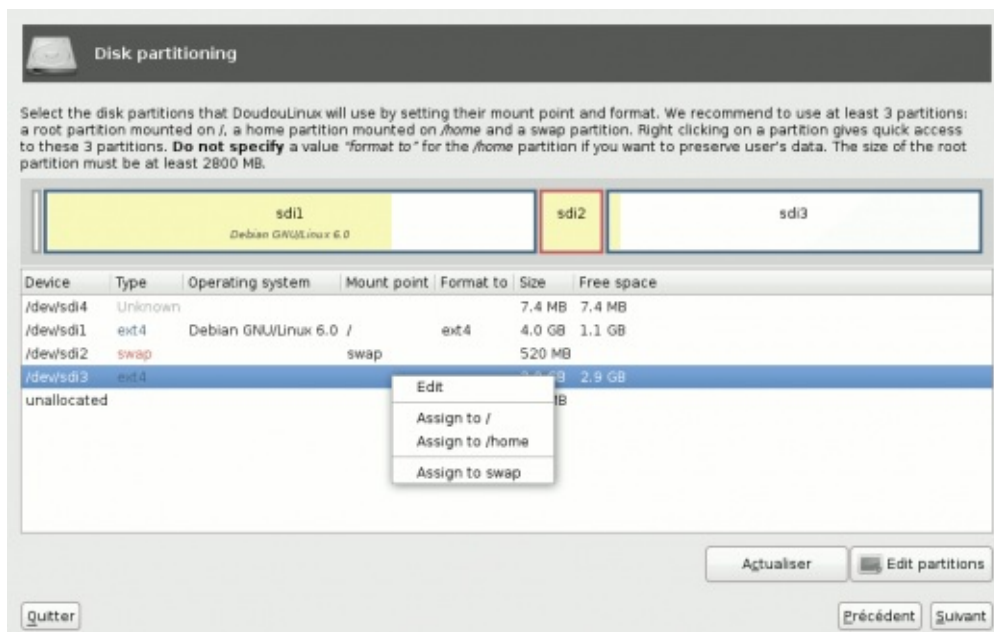 Disk partitioning
Select the disk partitions that DoudouLinux will use by setting their mount point and format. We recommend to use at least 3 partitions:
a root partition mounted on /, a home partition mounted on /home and a swap partition. Right clicking on a partition gives quick access
to these 3 partitions. Do not specify a value "format to" for the /home partition if you want to preserve user's data. The size of the root
partition must be at least 2800 MB.
sdi1 sdi2 sdi3
Debian GNU/Linux 6.0
Device Type Operating system Mount point Format to Size Free space
/dev/sdi4 Unknown 7.4 MB 7.4 MB
/dev/sdi1 ext4 Debian GNU/Linux 6.0 / ext4 4.0 GB 1.1 GB
/dev/sdi2 swap swap 520 MB
/dev/sdi3 ext4 2.9 GB
unallocated
Edit
Assign to /
Assign to /home
Assign to swap
Actualiser Edit partitions
Quitter Précédent Suivant